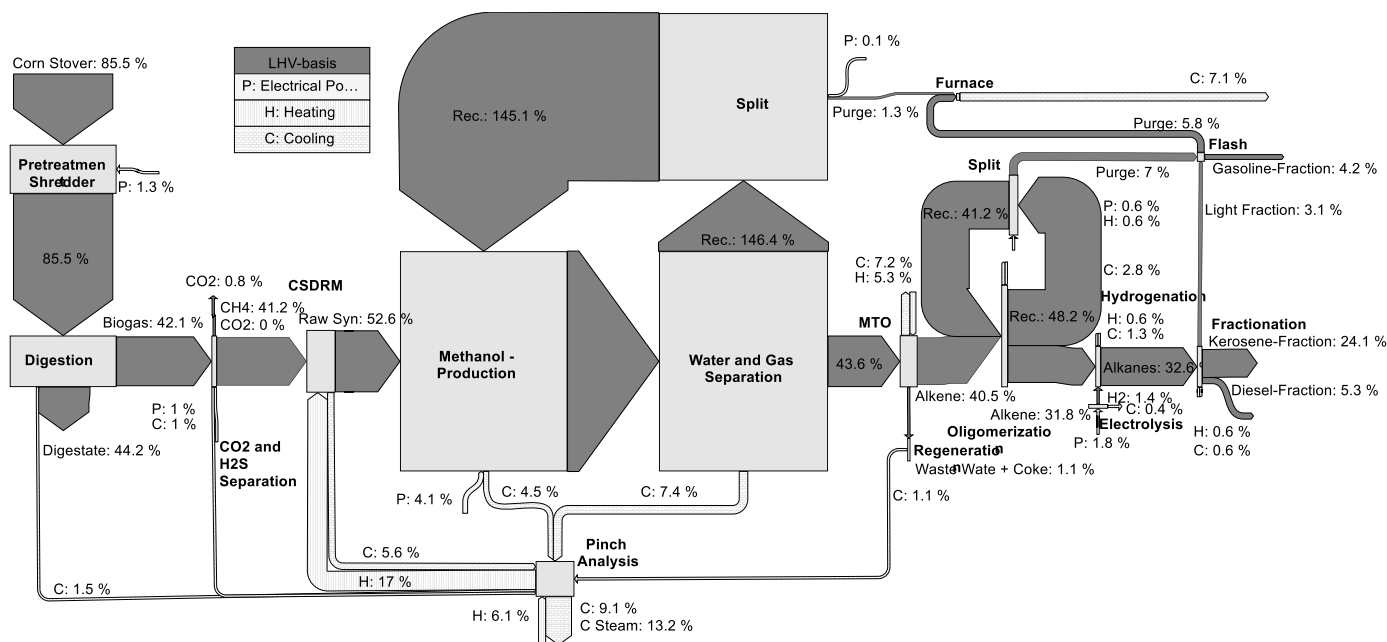 Corn Stover: 85.5 %
LHV-basis
P: Electrical Po…
H: Heating
C: Cooling
Rec.: 145.1 %
Split
P: 0.1 %
Furnace
C: 7.1 %
Purge: 1.3 %
Purge: 5.8 %
Flash
Gasoline-Fraction: 4.2 %
Split
Purge: 7 %
Pretreatmen
t
Shredder
P: 1.3 %
Rec.: 41.2 %
P: 0.6 %
H: 0.6 %
Light Fraction: 3.1 %
85.5 %
Rec.: 146.4 %
C: 7.2 %
H: 5.3 %
C: 2.8 %
CO2: 0.8 %
CSDRM
CH4: 41.2 %
CO2: 0 %
Hydrogenation
Biogas: 42.1 %
Raw Syn: 52.6 %
MTO
Rec.: 48.2 %
H: 0.6 %
C: 1.3 %
Fractionation
Kerosene-Fraction: 24.1 %
Digestion
Methanol -
Production
Water and Gas
Separation
43.6 %
Alkanes: 32.6
Diesel-Fraction: 5.3 %
Alkene: 40.5 %
H2: 1.4 %
C: 0.4 %
P: 1 %
C: 1 %
Alkene: 31.8 %
Electrolysis
P: 1.8 %
H: 0.6 %
C: 0.6 %
Digestate: 44.2 %
CO2 and
H2S
Separation
Oligomerizatio
n
Regeneratio
n
Waste Wate + Coke: 1.1 %
P: 4.1 %
C: 4.5 %
C: 7.4 %
C: 1.1 %
Pinch
Analysis
C: 5.6 %
H: 17 %
C: 1.5 %
H: 6.1 %
C: 9.1 %
C Steam: 13.2 %